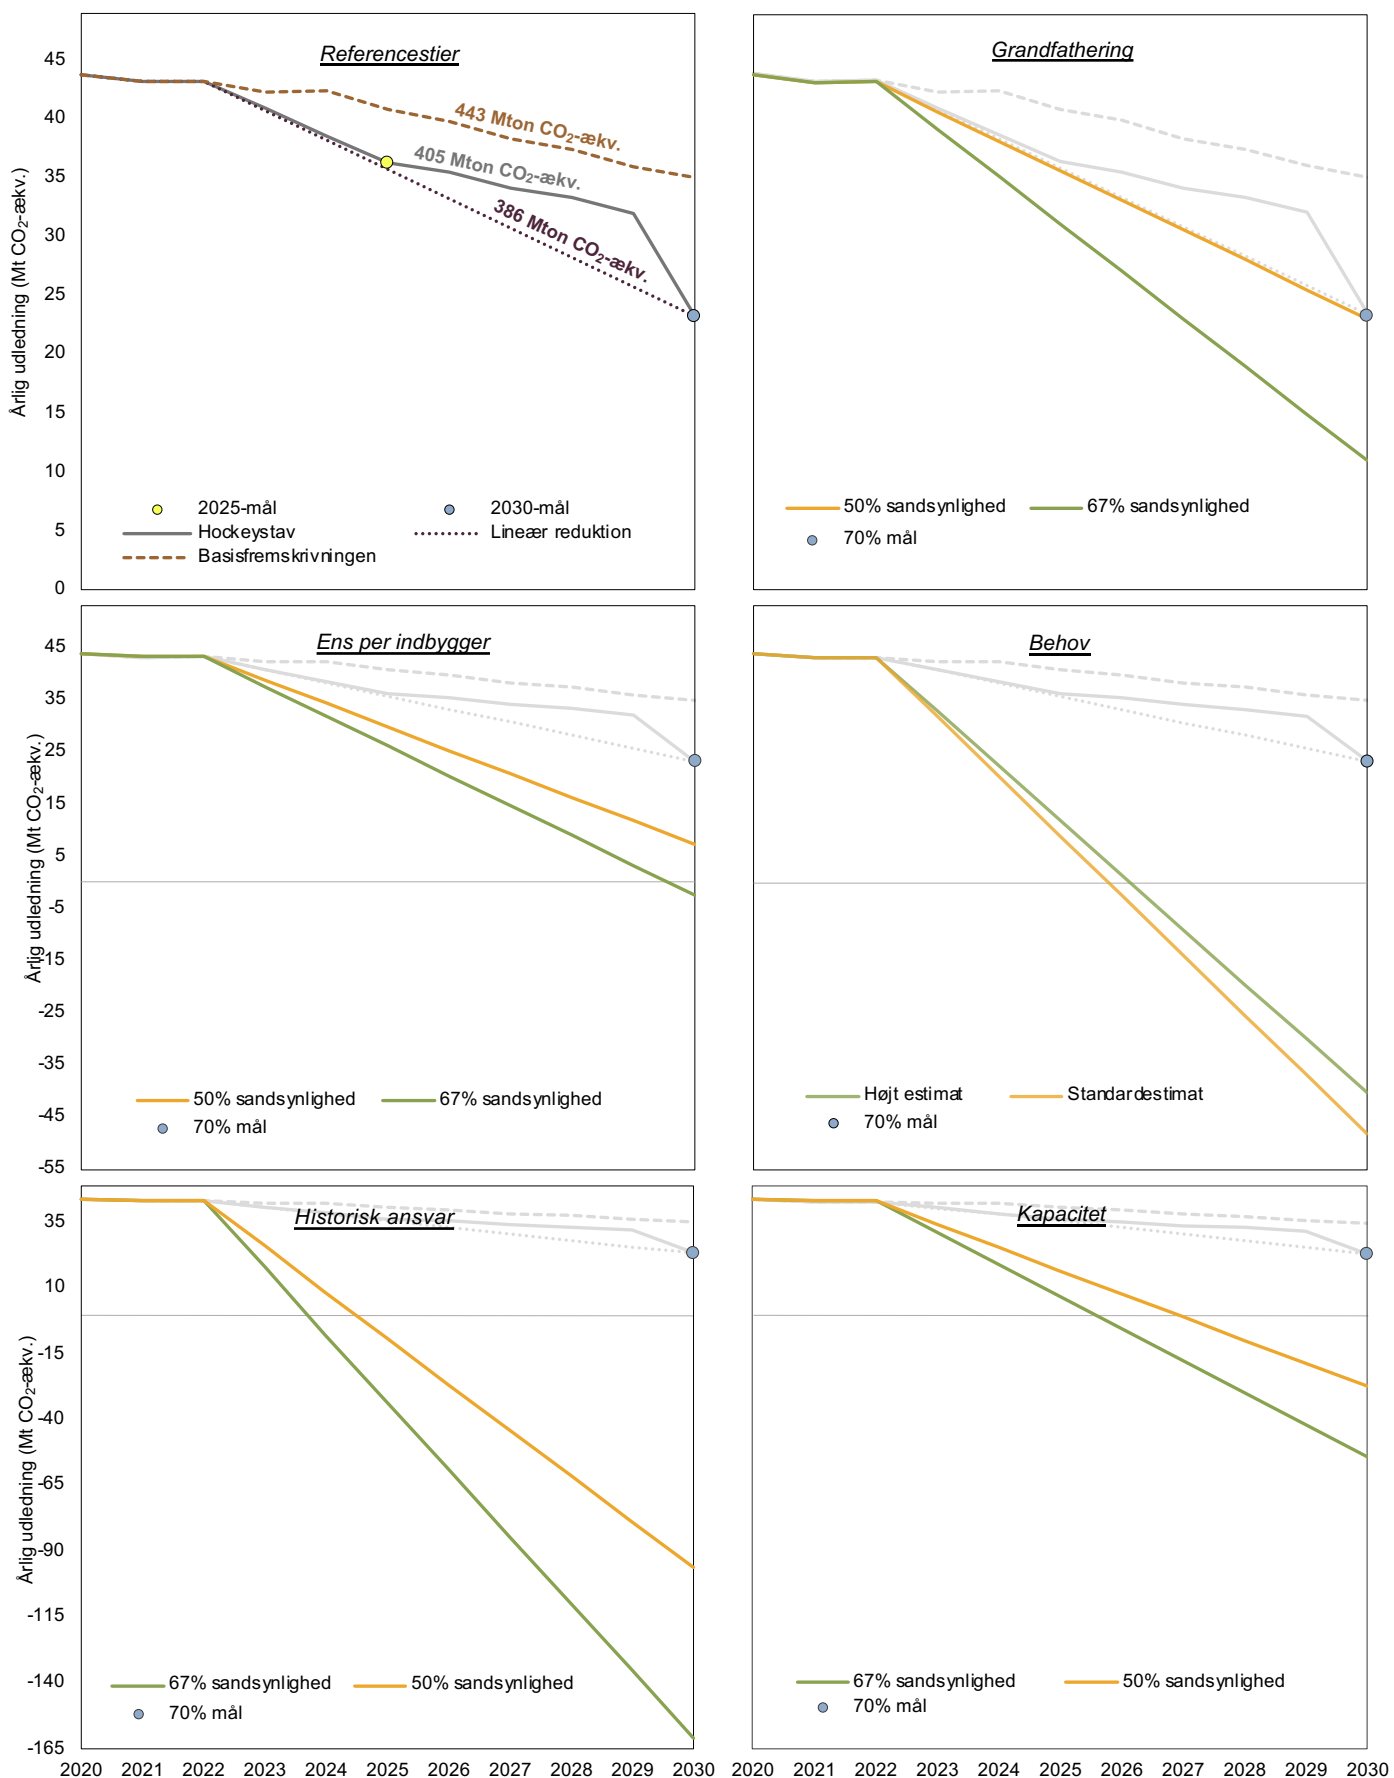 Referencestier
Årlig udledning (Mt CO₂-ækv.)
45
40
35
30
25
20
15
10
5
0
443 Mton CO₂-ækv.
405 Mton CO₂-ækv.
386 Mton CO₂-ækv.
2025-mål
2030-mål
Hockeystav
Lineær reduktion
Basisfremskrivningen
Grandfathering
50% sandsynlighed
67% sandsynlighed
70% mål
Ens per indbygger
Årlig udledning (Mt CO₂-ækv.)
45
35
25
15
5
-5
-15
-25
-35
-45
-55
50% sandsynlighed
67% sandsynlighed
70% mål
Behov
Højt estimat
Standardestimat
70% mål
Historisk ansvar
Årlig udledning (Mt CO₂-ækv.)
35
10
-15
-40
-65
-90
-115
-140
-165
67% sandsynlighed
50% sandsynlighed
70% mål
2020 2021 2022 2023 2024 2025 2026 2027 2028 2029 2030
Kapacitet
67% sandsynlighed
50% sandsynlighed
70% mål
2020 2021 2022 2023 2024 2025 2026 2027 2028 2029 2030